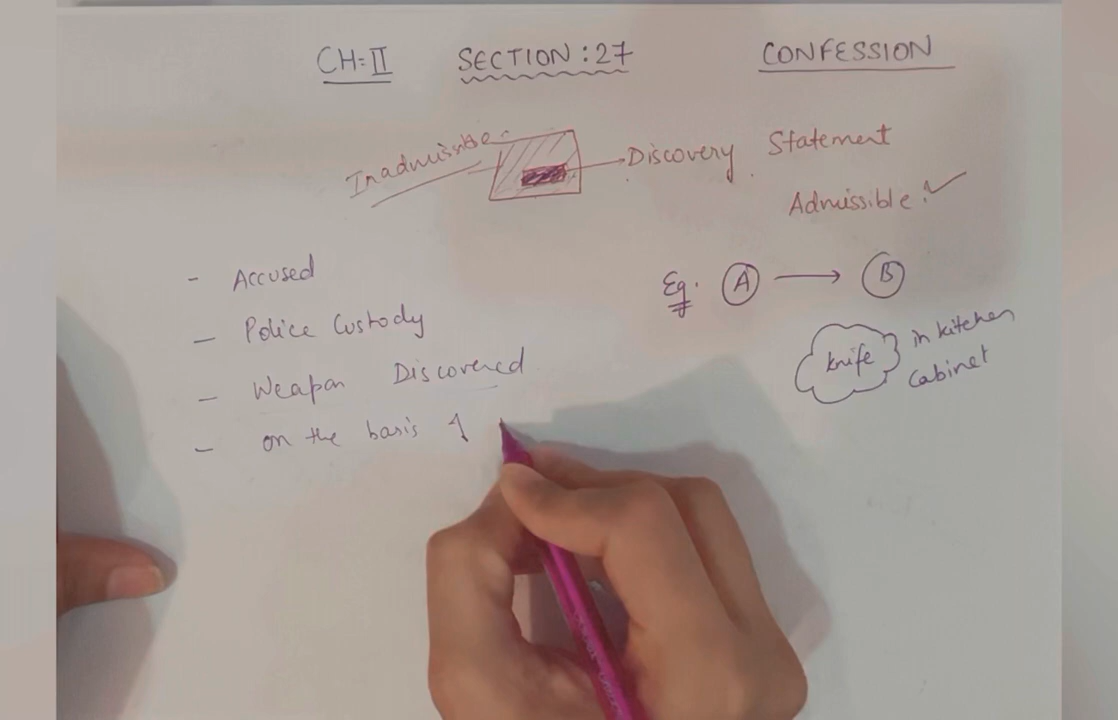 CH=II SECTION:27 CONFESSION
Inadmissible
Discovery Statement
Admissible. ✓
- Accused
- Police Custody
- Weapon Discovered
- on the basis of
Eg. A → B
knife in kitchen
cabinet